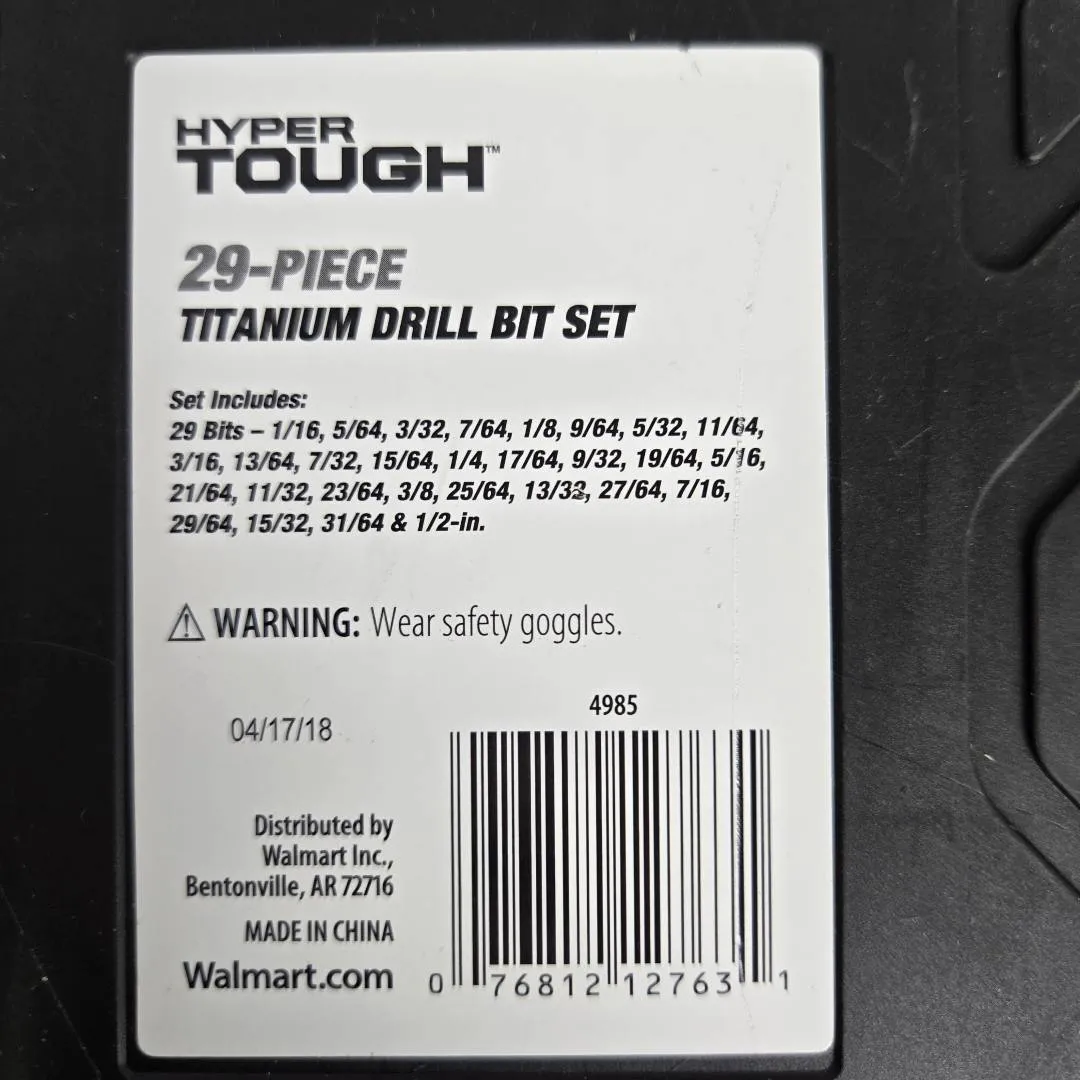 HYPER
TOUGH™
29-PIECE
TITANIUM DRILL BIT SET
Set Includes:
29 Bits – 1/16, 5/64, 3/32, 7/64, 1/8, 9/64, 5/32, 11/64,
3/16, 13/64, 7/32, 15/64, 1/4, 17/64, 9/32, 19/64, 5/16,
21/64, 11/32, 23/64, 3/8, 25/64, 13/32, 27/64, 7/16,
29/64, 15/32, 31/64 & 1/2-in.
⚠ WARNING: Wear safety goggles.
4985
04/17/18
Distributed by
Walmart Inc.,
Bentonville, AR 72716
MADE IN CHINA
Walmart.com
0 76812 12763 1